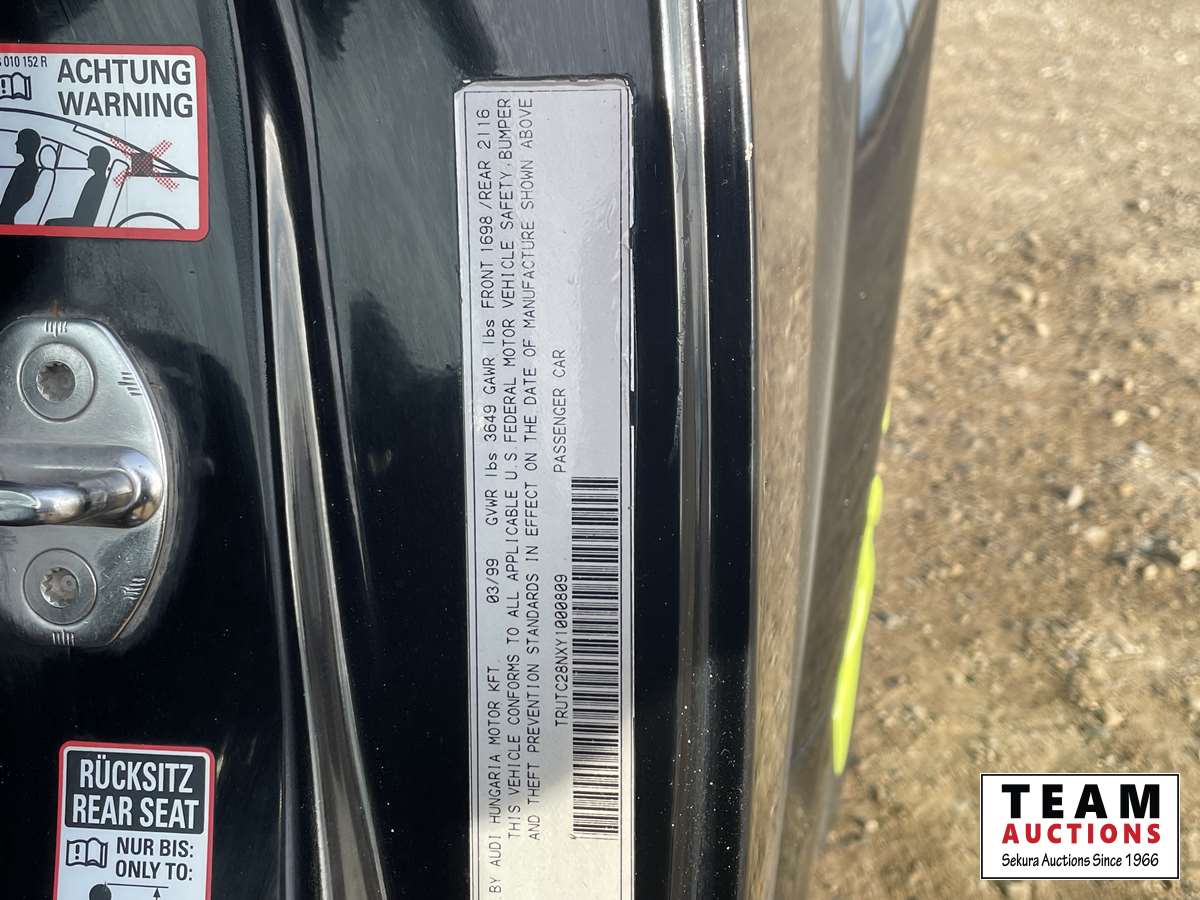 010 152 R
ACHTUNG
WARNING
BY AUDI HUNGARIA MOTOR KFT. 03/99 GVWR lbs 3649 GAWR lbs FRONT 1698 /REAR 2116
THIS VEHICLE CONFORMS TO ALL APPLICABLE U.S FEDERAL MOTOR VEHICLE SAFETY.BUMPER
AND THEFT PREVENTION STANDARDS IN EFFECT ON THE DATE OF MANUFACTURE SHOWN ABOVE
TRUTC28NXY1000809 PASSENGER CAR
RÜCKSITZ
REAR SEAT
NUR BIS:
ONLY TO:
TEAM
AUCTIONS
Sekura Auctions Since 1966